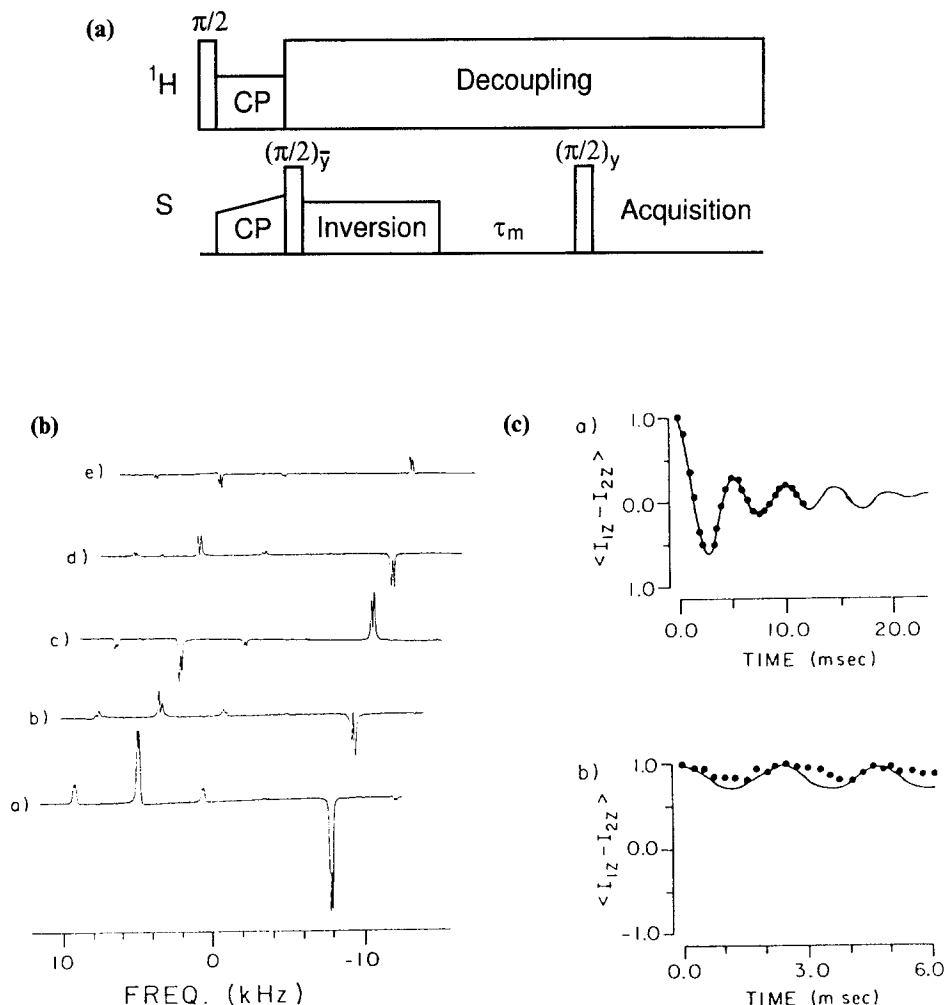 (a)
π/2
¹H
CP
Decoupling
(π/2)ȳ
(π/2)y
S
CP
Inversion
τm
Acquisition
(b)
e)
d)
c)
b)
a)
10
0
-10
FREQ. (kHz)
(c)
a)
<I1Z - I2Z>
1.0
0.0
1.0
0.0
10.0
20.0
TIME (msec)
b)
<I1Z - I2Z>
1.0
0.0
-1.0
0.0
3.0
6.0
TIME (m sec)